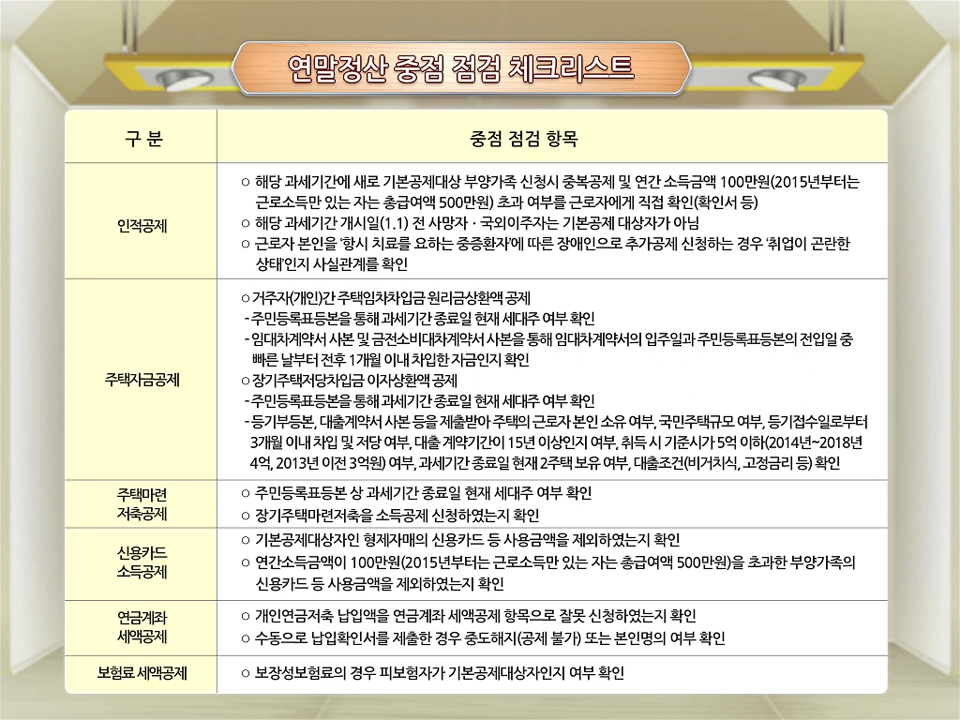 연말정산 중점 점검 체크리스트
구 분
중점 점검 항목
인적공제
○ 해당 과세기간에 새로 기본공제대상 부양가족 신청시 중복공제 및 연간 소득금액 100만원(2015년부터는
근로소득만 있는 자는 총급여액 500만원) 초과 여부를 근로자에게 직접 확인(확인서 등)
○ 해당 과세기간 개시일(1.1) 전 사망자·국외이주자는 기본공제 대상자가 아님
○ 근로자 본인을 '항시 치료를 요하는 중증환자'에 따른 장애인으로 추가공제 신청하는 경우 '취업이 곤란한
상태'인지 사실관계를 확인
주택자금공제
○ 거주자(개인)간 주택임차차입금 원리금상환액 공제
- 주민등록표등본을 통해 과세기간 종료일 현재 세대주 여부 확인
- 임대차계약서 사본 및 금전소비대차계약서 사본을 통해 임대차계약서의 입주일과 주민등록표등본의 전입일 중
빠른 날부터 전후 1개월 이내 차입한 자금인지 확인
○ 장기주택저당차입금 이자상환액 공제
- 주민등록표등본을 통해 과세기간 종료일 현재 세대주 여부 확인
- 등기부등본, 대출계약서 사본 등을 제출받아 주택의 근로자 본인 소유 여부, 국민주택규모 여부, 등기접수일로부터
3개월 이내 차입 및 저당 여부, 대출 계약기간이 15년 이상인지 여부, 취득 시 기준시가 5억 이하(2014년~2018년
4억, 2013년 이전 3억원) 여부, 과세기간 종료일 현재 2주택 보유 여부, 대출조건(비거치식, 고정금리 등) 확인
주택마련
저축공제
○ 주민등록표등본 상 과세기간 종료일 현재 세대주 여부 확인
○ 장기주택마련저축을 소득공제 신청하였는지 확인
신용카드
소득공제
○ 기본공제대상자인 형제자매의 신용카드 등 사용금액을 제외하였는지 확인
○ 연간소득금액이 100만원(2015년부터는 근로소득만 있는 자는 총급여액 500만원)을 초과한 부양가족의
신용카드 등 사용금액을 제외하였는지 확인
연금계좌
세액공제
○ 개인연금저축 납입액을 연금계좌 세액공제 항목으로 잘못 신청하였는지 확인
○ 수동으로 납입확인서를 제출한 경우 중도해지(공제 불가) 또는 본인명의 여부 확인
보험료 세액공제
○ 보장성보험료의 경우 피보험자가 기본공제대상자인지 여부 확인